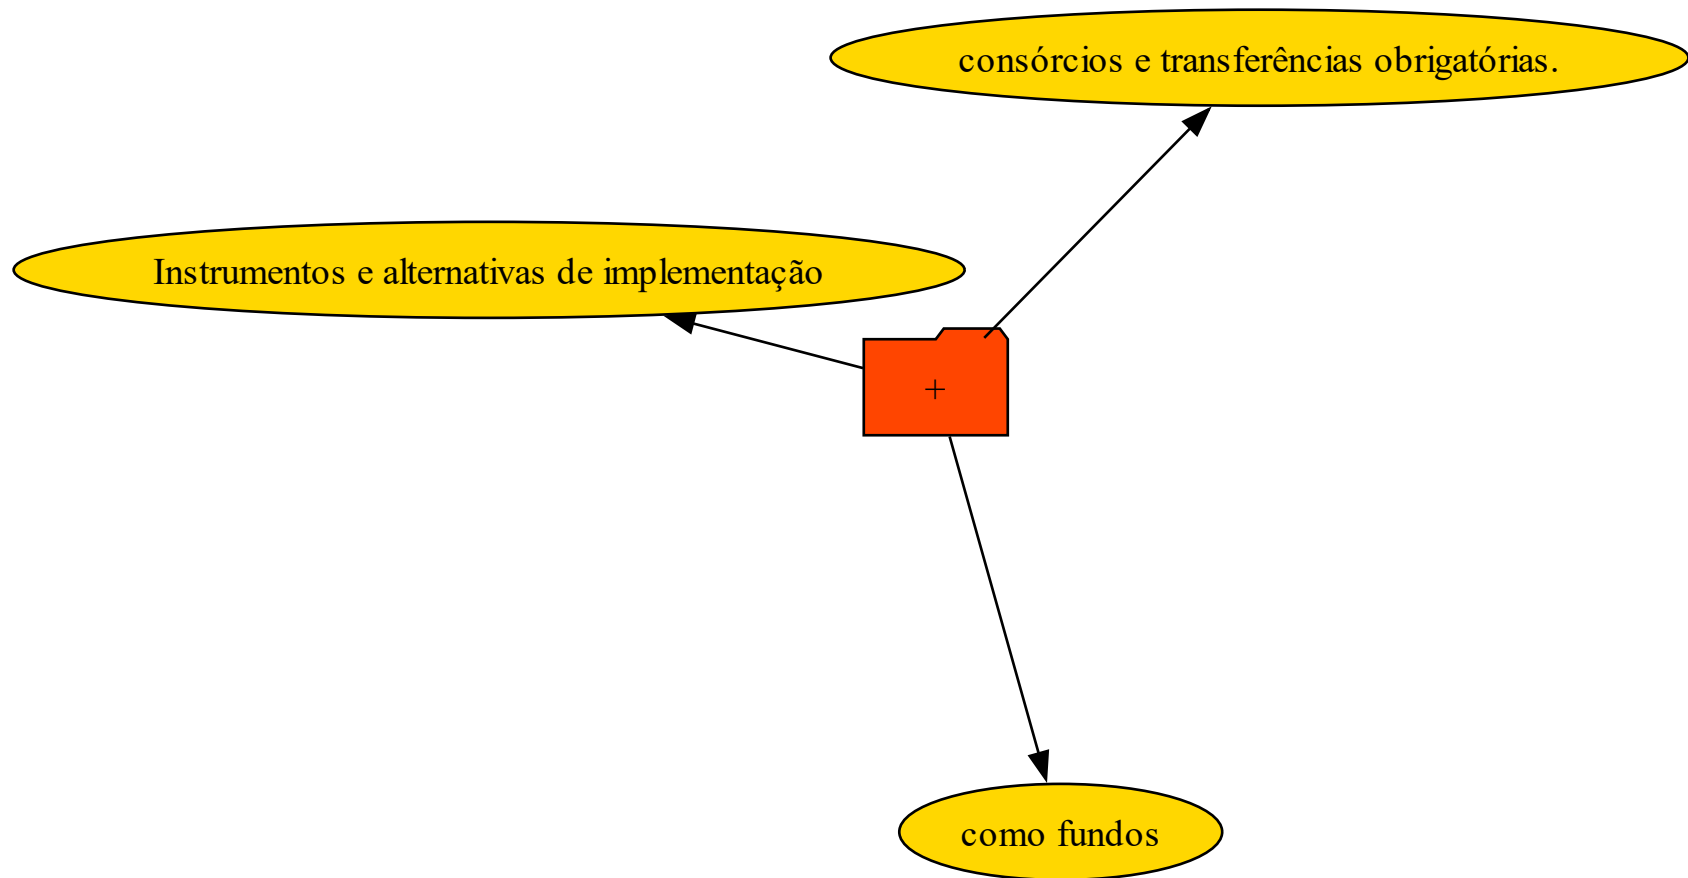 consórcios e transferências obrigatórias.
Instrumentos e alternativas de implementação
+
como fundos